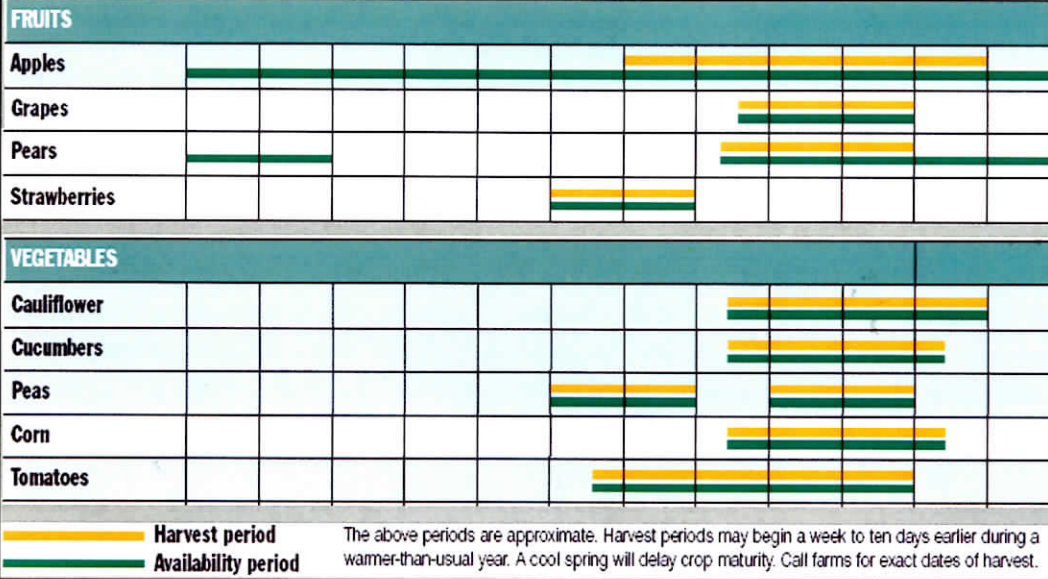 FRUITS
Apples
Grapes
Pears
Strawberries
VEGETABLES
Cauliflower
Cucumbers
Peas
Corn
Tomatoes
Harvest period
Availability period
The above periods are approximate. Harvest periods may begin a week to ten days earlier during a
warmer-than-usual year. A cool spring will delay crop maturity. Call farms for exact dates of harvest.